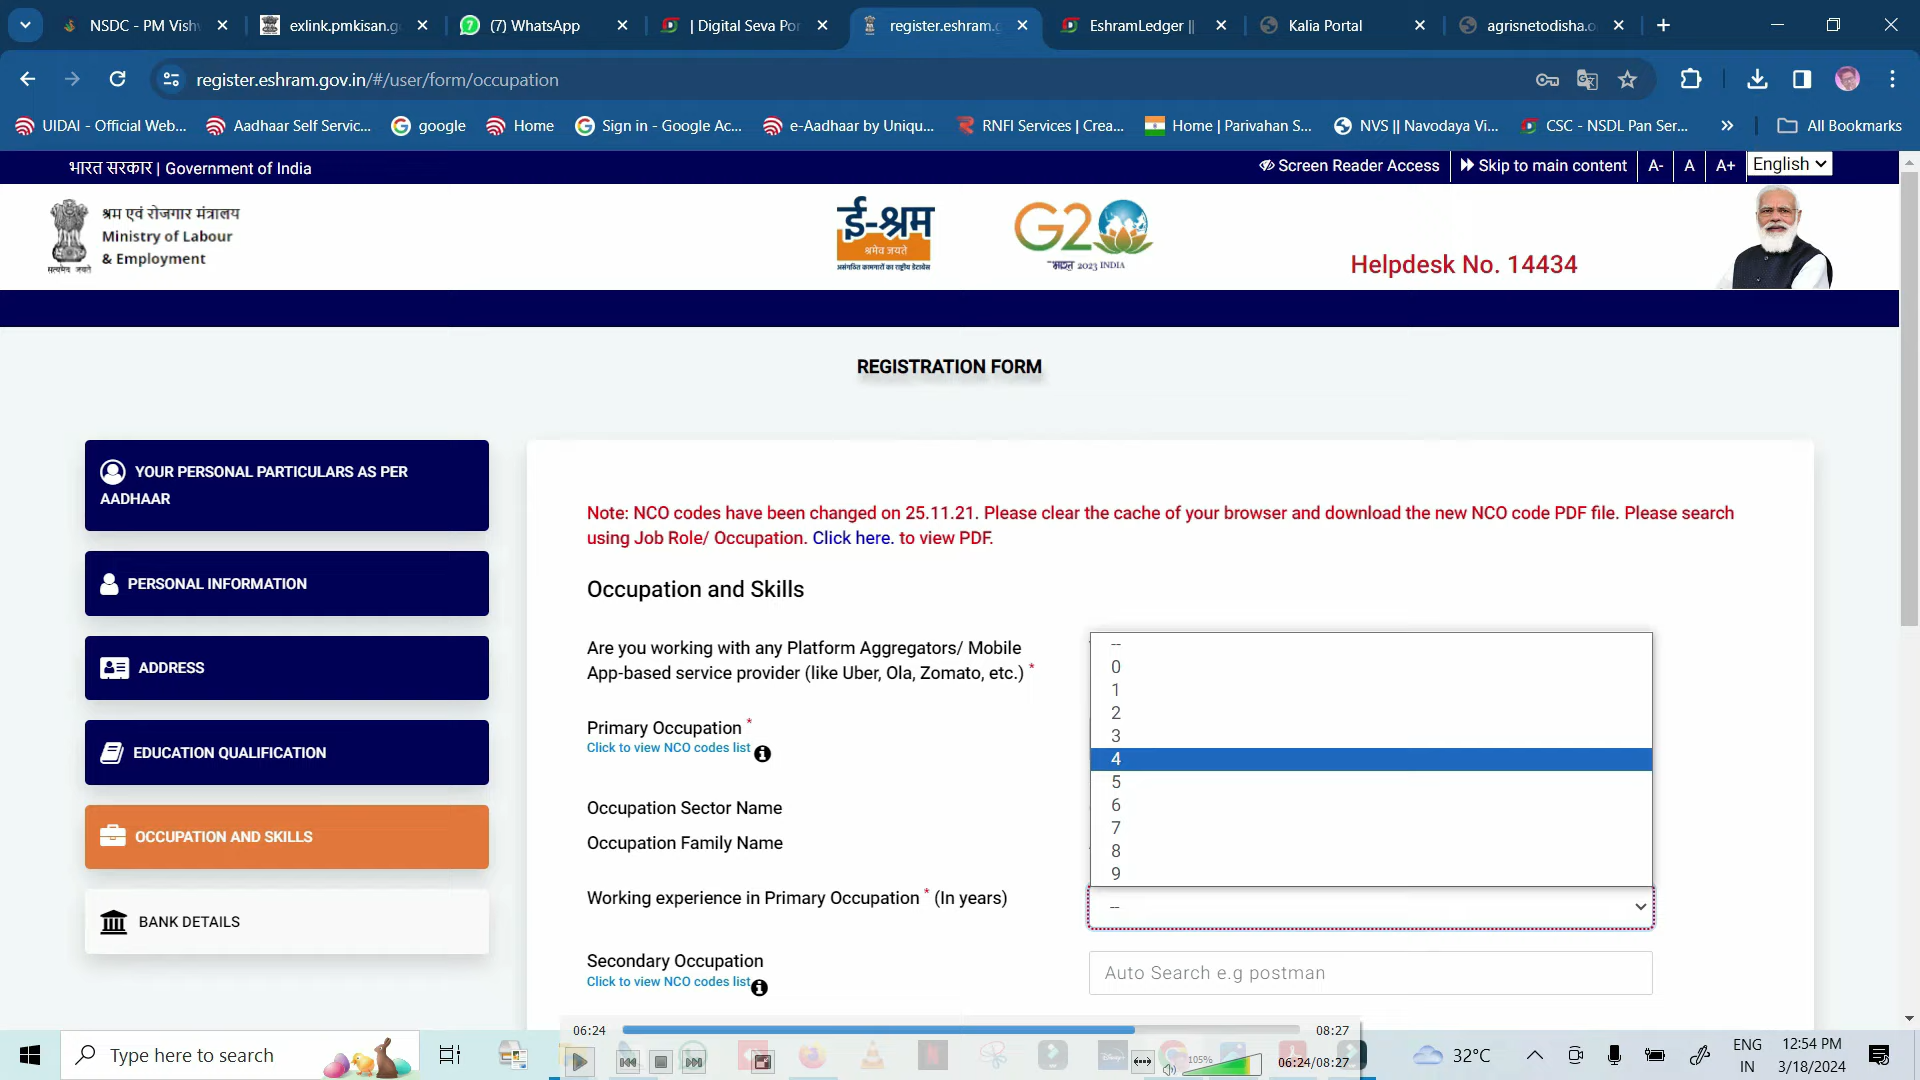 NSDC - PM Vish
exlink.pmkisan.g
(7) WhatsApp
| Digital Seva Por
register.eshram.g
EshramLedger ||
Kalia Portal
agrisnetodisha.o
register.eshram.gov.in/#/user/form/occupation
UIDAI - Official Web...
Aadhaar Self Servic...
google
Home
Sign in - Google Ac...
e-Aadhaar by Uniqu...
RNFI Services | Crea...
Home | Parivahan S...
NVS || Navodaya Vi...
CSC - NSDL Pan Ser...
All Bookmarks
भारत सरकार | Government of India
Screen Reader Access
Skip to main content
A-
A
A+
English
श्रम एवं रोजगार मंत्रालय
Ministry of Labour
& Employment
सत्यमेव जयते
ई-श्रम
श्रमेव जयते
G20
भारत 2023 INDIA
Helpdesk No. 14434
REGISTRATION FORM
YOUR PERSONAL PARTICULARS AS PER
AADHAAR
PERSONAL INFORMATION
ADDRESS
EDUCATION QUALIFICATION
OCCUPATION AND SKILLS
BANK DETAILS
Note: NCO codes have been changed on 25.11.21. Please clear the cache of your browser and download the new NCO code PDF file. Please search
using Job Role/ Occupation. Click here. to view PDF.
Occupation and Skills
Are you working with any Platform Aggregators/ Mobile
App-based service provider (like Uber, Ola, Zomato, etc.) *
Primary Occupation *
Click to view NCO codes list
Occupation Sector Name
Occupation Family Name
--
0
1
2
3
4
5
6
7
8
9
Working experience in Primary Occupation * (In years)
--
Secondary Occupation
Click to view NCO codes list
Auto Search e.g postman
06:24
08:27
105%
06:24/08:27
Type here to search
32°C
ENG
IN
12:54 PM
3/18/2024